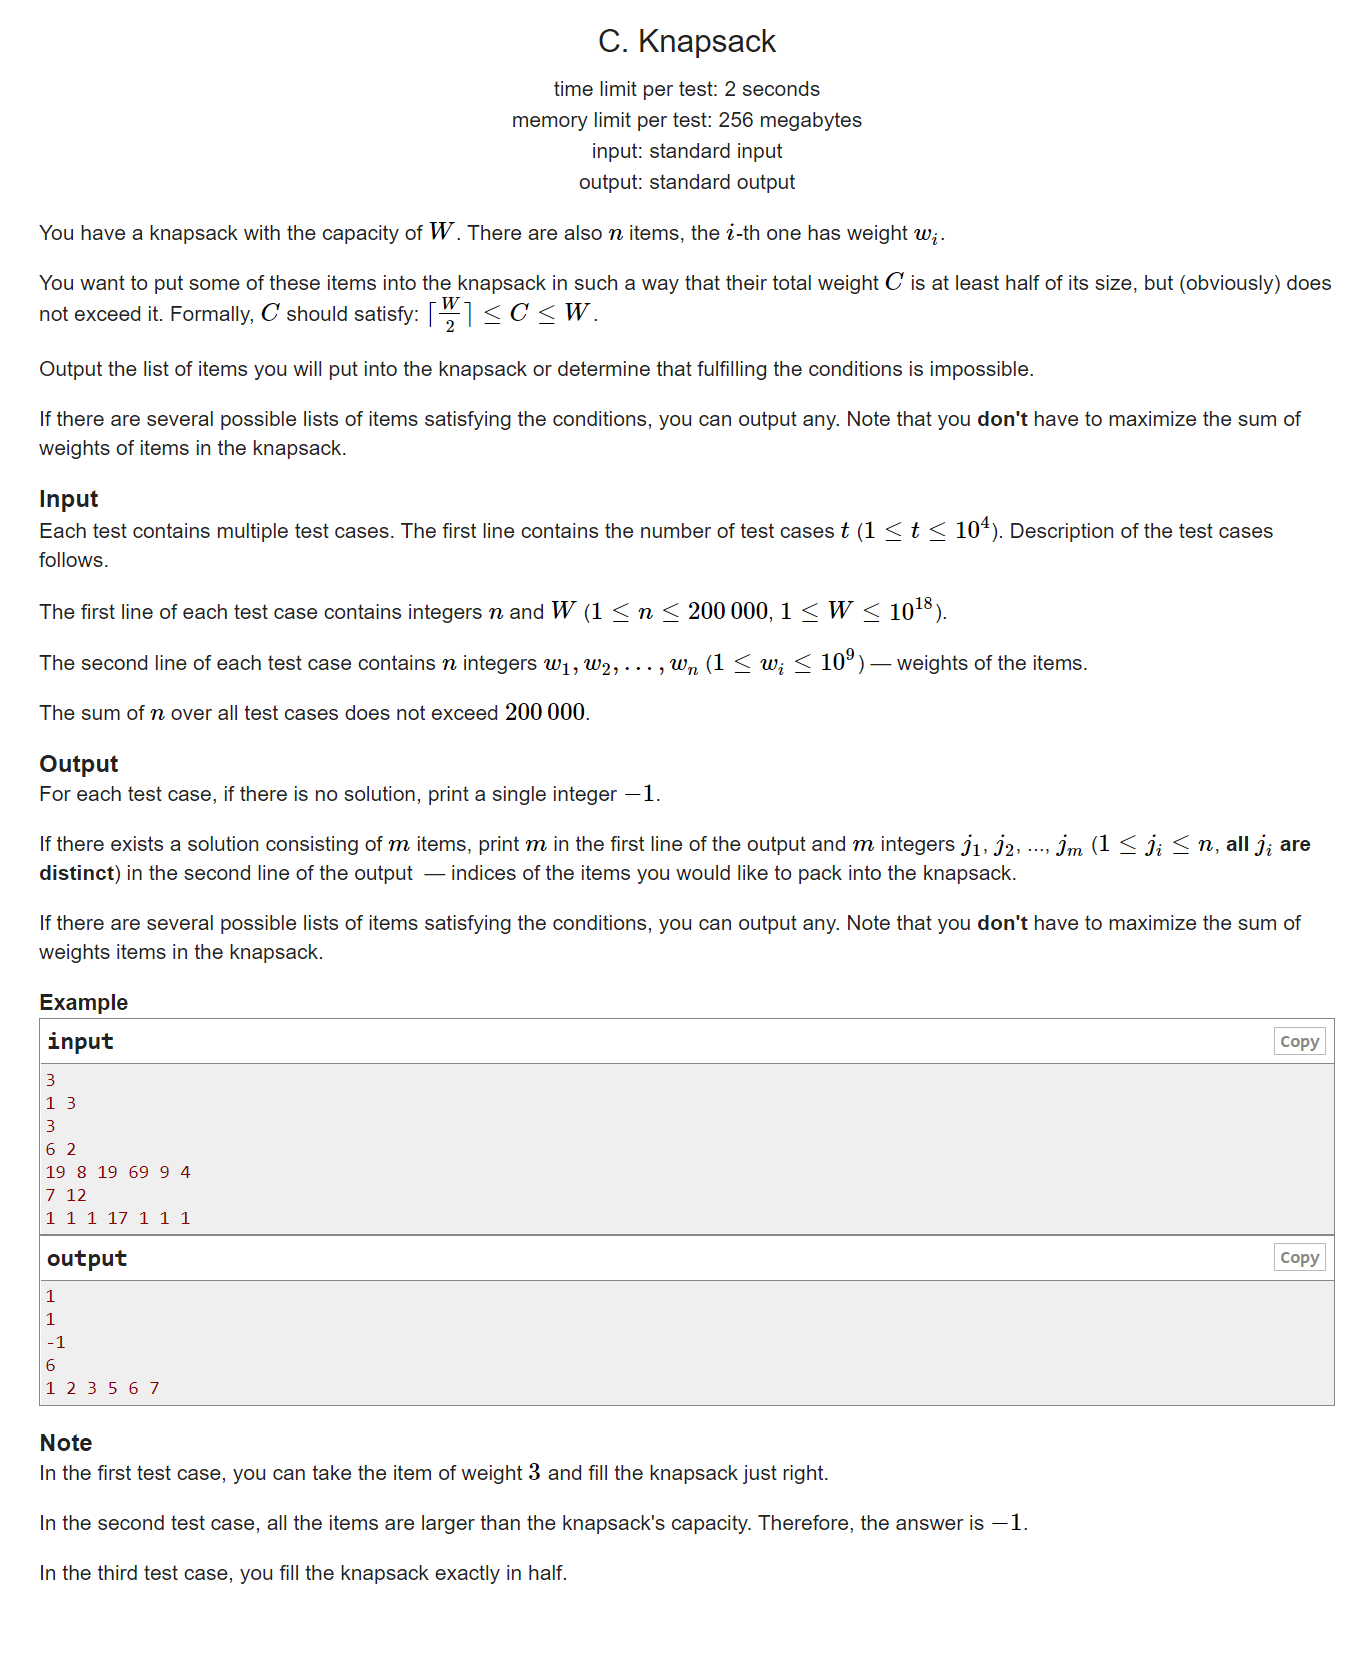 C. Knapsack
time limit per test: 2 seconds
memory limit per test: 256 megabytes
input: standard input
output: standard output
You have a knapsack with the capacity of W. There are also n items, the i-th one has weight w_i.
You want to put some of these items into the knapsack in such a way that their total weight C is at least half of its size, but (obviously) does
not exceed it. Formally, C should satisfy: ⌈W/2⌉ ≤ C ≤ W.
Output the list of items you will put into the knapsack or determine that fulfilling the conditions is impossible.
If there are several possible lists of items satisfying the conditions, you can output any. Note that you don't have to maximize the sum of
weights of items in the knapsack.
Input
Each test contains multiple test cases. The first line contains the number of test cases t (1 ≤ t ≤ 10^4). Description of the test cases
follows.
The first line of each test case contains integers n and W (1 ≤ n ≤ 200 000, 1 ≤ W ≤ 10^18).
The second line of each test case contains n integers w_1, w_2, …, w_n (1 ≤ w_i ≤ 10^9) — weights of the items.
The sum of n over all test cases does not exceed 200 000.
Output
For each test case, if there is no solution, print a single integer −1.
If there exists a solution consisting of m items, print m in the first line of the output and m integers j_1, j_2, ..., j_m (1 ≤ j_i ≤ n, all j_i are
distinct) in the second line of the output — indices of the items you would like to pack into the knapsack.
If there are several possible lists of items satisfying the conditions, you can output any. Note that you don't have to maximize the sum of
weights items in the knapsack.
Example
input Copy
3
1 3
3
6 2
19 8 19 69 9 4
7 12
1 1 1 17 1 1 1
output Copy
1
1
-1
6
1 2 3 5 6 7
Note
In the first test case, you can take the item of weight 3 and fill the knapsack just right.
In the second test case, all the items are larger than the knapsack's capacity. Therefore, the answer is −1.
In the third test case, you fill the knapsack exactly in half.